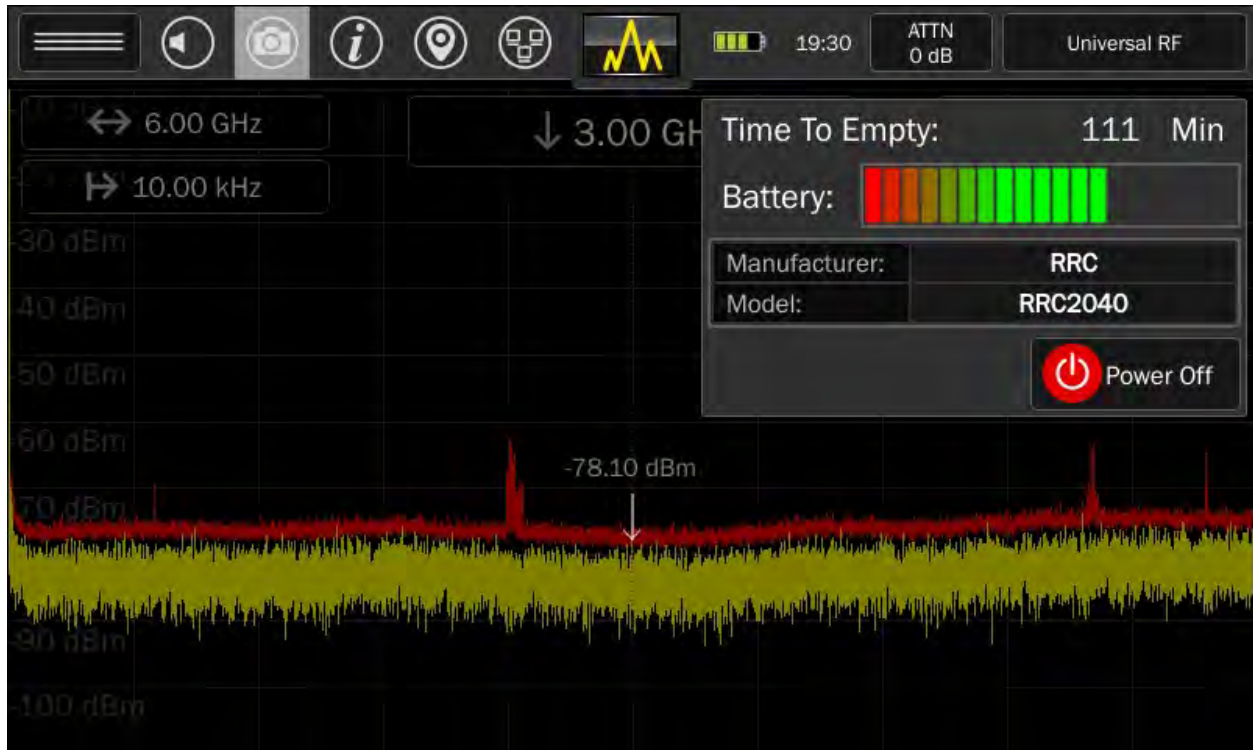 19:30
ATTN
0 dB
Universal RF
6.00 GHz
3.00 GH
10.00 kHz
Time To Empty: 111 Min
Battery:
Manufacturer: RRC
Model: RRC2040
Power Off
-30 dBm
-40 dBm
-50 dBm
-60 dBm
-78.10 dBm
-70 dBm
-90 dBm
-100 dBm